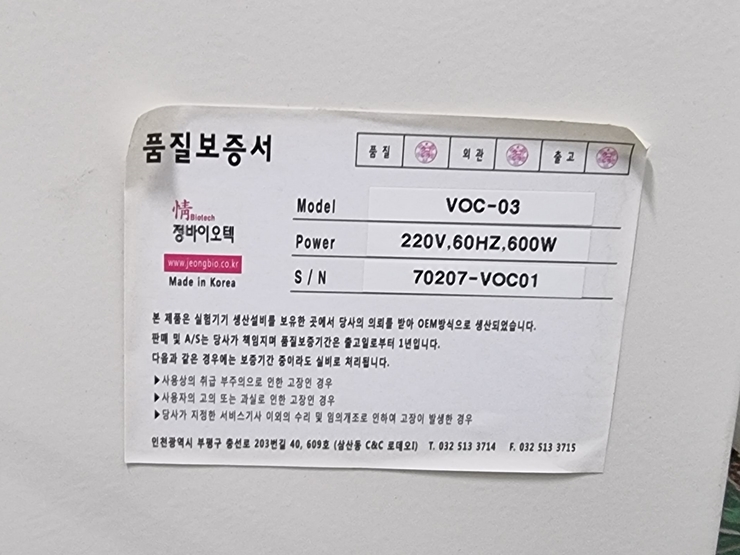 품질보증서
품질 외관 출고
情Biotech
정바이오텍
www.jeongbio.co.kr
Made in Korea
Model VOC-03
Power 220V,60HZ,600W
S/N 70207-VOC01
본 제품은 실험기기 생산설비를 보유한 곳에서 당사의 의뢰를 받아 OEM방식으로 생산되었습니다.
판매 및 A/S는 당사가 책임지며 품질보증기간은 출고일로부터 1년입니다.
다음과 같은 경우에는 보증기간 중이라도 실비로 처리됩니다.
▶사용상의 취급 부주의으로 인한 고장인 경우
▶사용자의 고의 또는 과실로 인한 고장인 경우
▶당사가 지정한 서비스기사 이외의 수리 및 임의개조로 인하여 고장이 발생한 경우
인천광역시 부평구 충선로 203번길 40, 609호 (삼산동 C&C 로데오) T. 032 513 3714 F. 032 513 3715